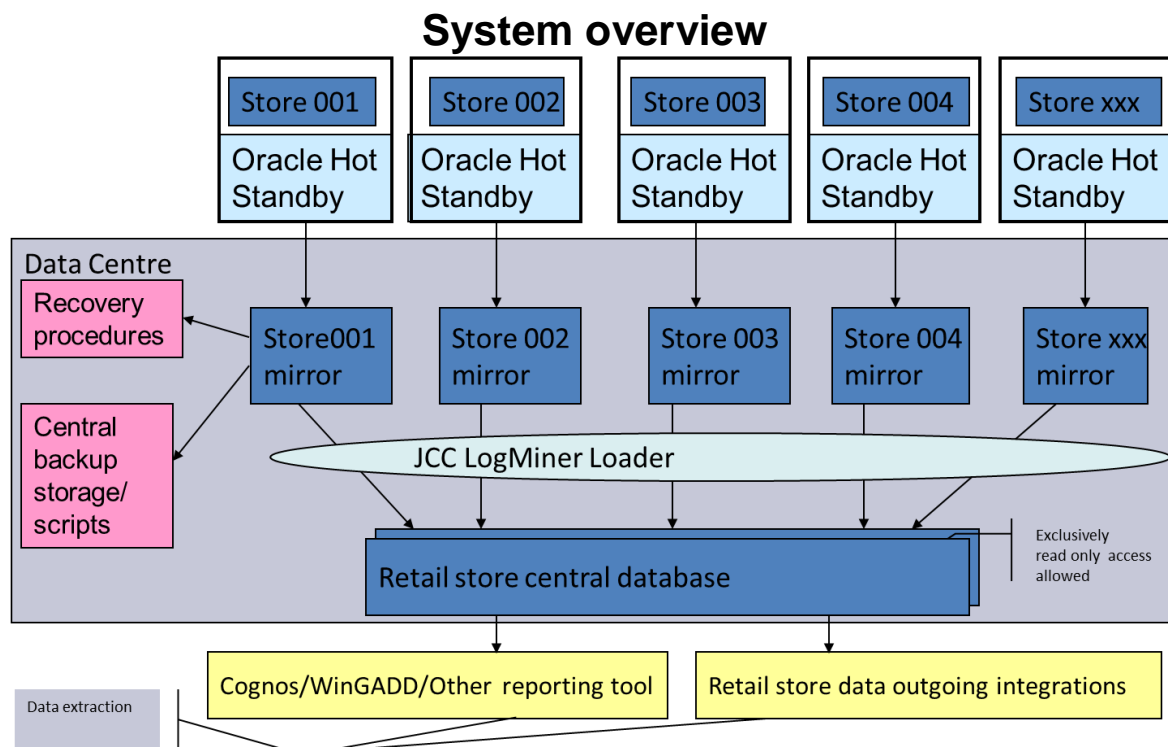 System overview
Store 001
Store 002
Store 003
Store 004
Store xxx
Oracle Hot
Standby
Oracle Hot
Standby
Oracle Hot
Standby
Oracle Hot
Standby
Oracle Hot
Standby
Data Centre
Recovery
procedures
Store001
mirror
Store 002
mirror
Store 003
mirror
Store 004
mirror
Store xxx
mirror
Central
backup
storage/
scripts
JCC LogMiner Loader
Retail store central database
Exclusively
read only access
allowed
Cognos/WinGADD/Other reporting tool
Retail store data outgoing integrations
Data extraction